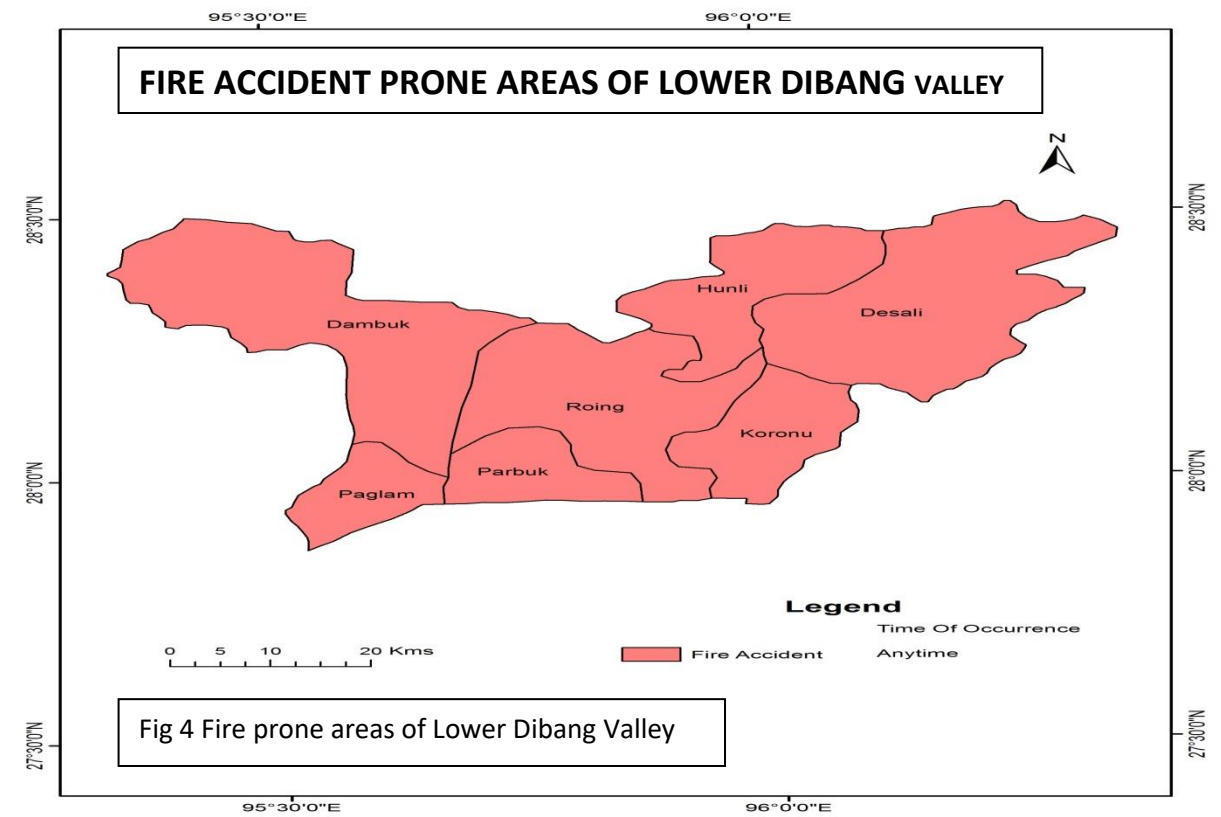 95°30'0"E 96°0'0"E
FIRE ACCIDENT PRONE AREAS OF LOWER DIBANG VALLEY
N
28°30'0"N 28°30'0"N
Hunli
Desali
Dambuk
Roing
Koronu
Parbuk
Paglam
28°0'0"N 28°0'0"N
Legend
Time Of Occurrence
0 5 10 20 Kms
Fire Accident Anytime
Fig 4 Fire prone areas of Lower Dibang Valley
27°30'0"N 27°30'0"N
95°30'0"E 96°0'0"E